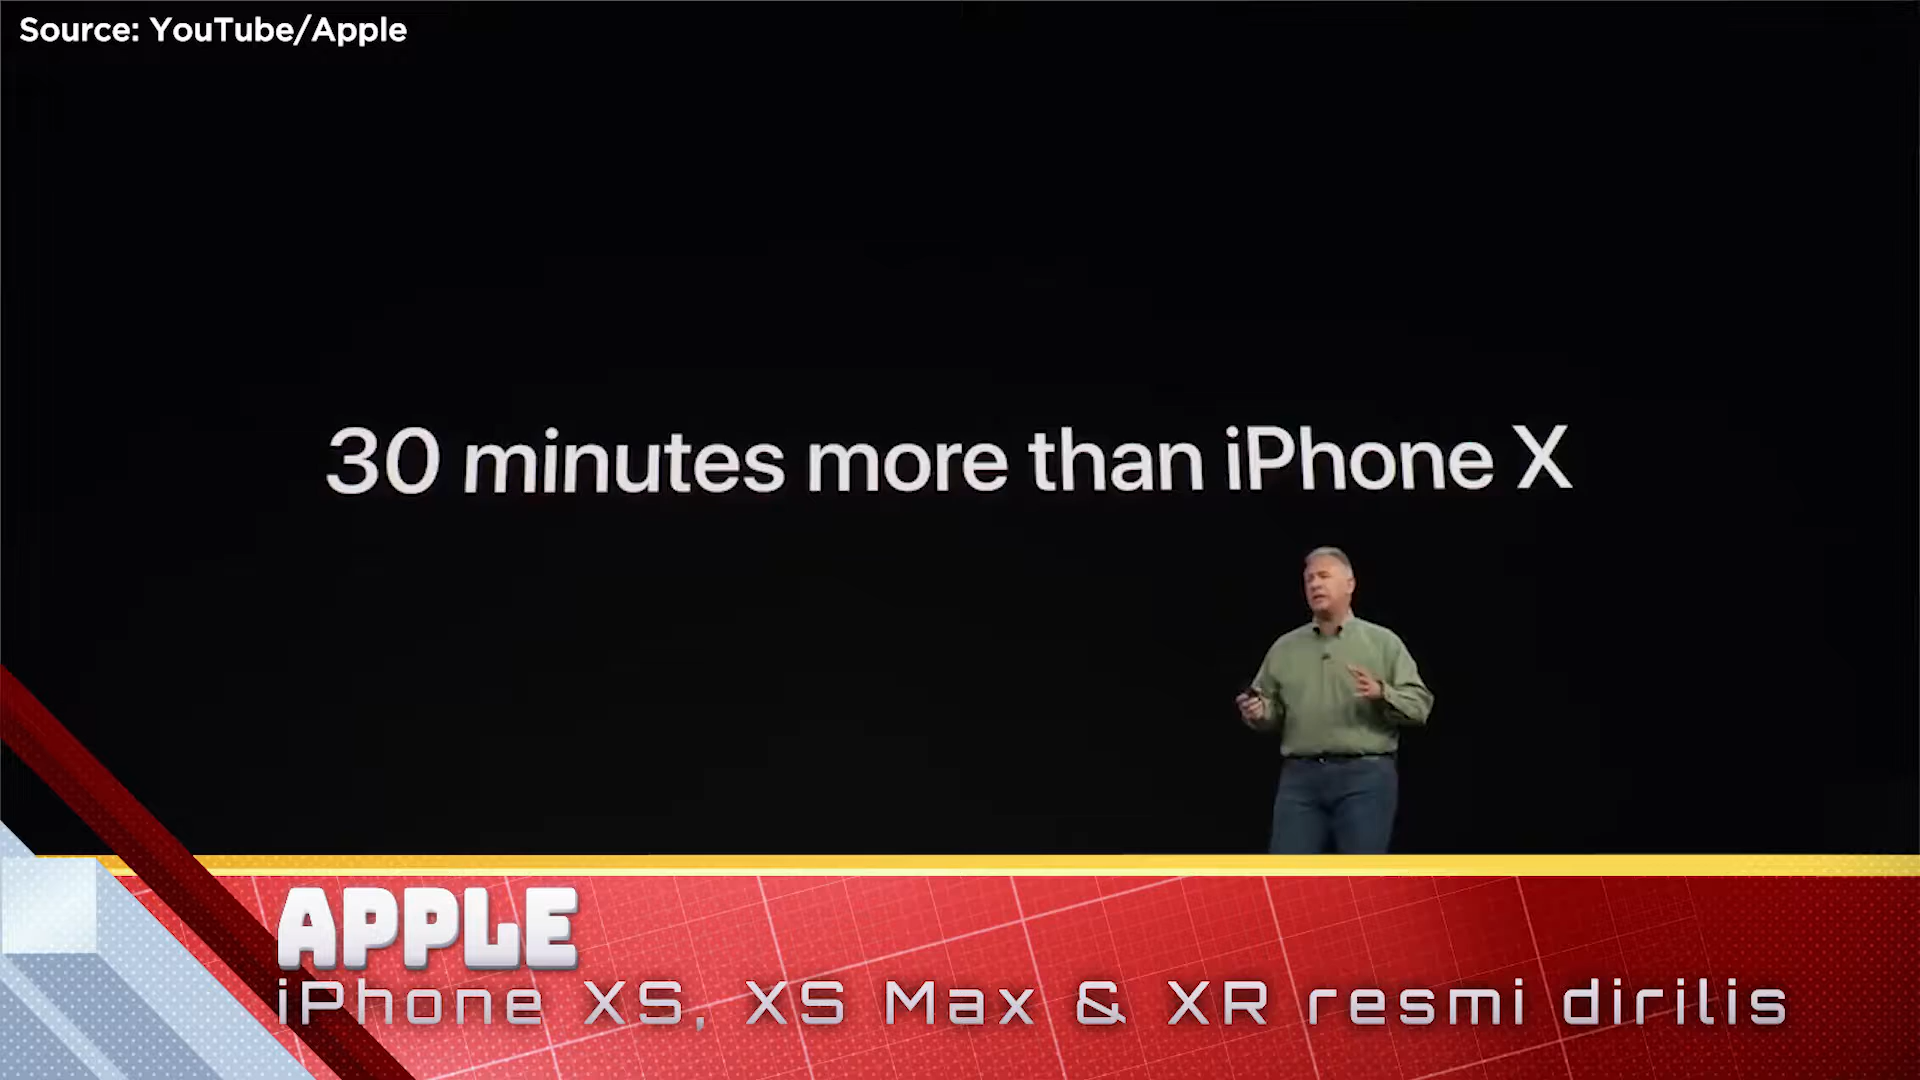 Source: YouTube/Apple
30 minutes more than iPhone X
APPLE
iPhone XS, XS Max & XR resmi dirilis